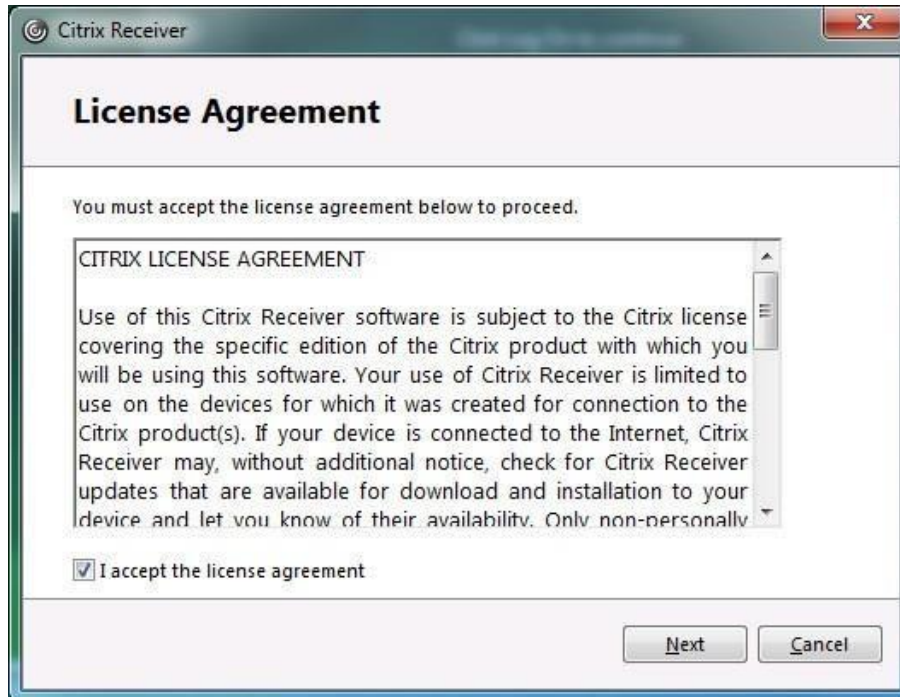 Citrix Receiver
License Agreement
You must accept the license agreement below to proceed.
CITRIX LICENSE AGREEMENT
Use of this Citrix Receiver software is subject to the Citrix license
covering the specific edition of the Citrix product with which you
will be using this software. Your use of Citrix Receiver is limited to
use on the devices for which it was created for connection to the
Citrix product(s). If your device is connected to the Internet, Citrix
Receiver may, without additional notice, check for Citrix Receiver
updates that are available for download and installation to your
device and let you know of their availability. Only non-personally
I accept the license agreement
Next
Cancel